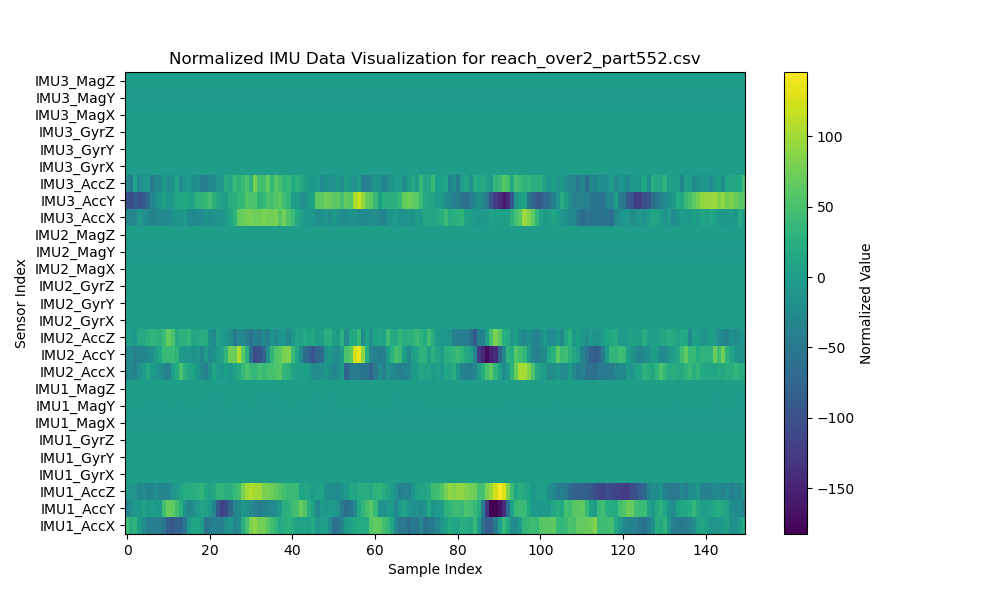 Normalized IMU Data Visualization for reach_over2_part552.csv
Sensor Index
IMU3_MagZ
IMU3_MagY
IMU3_MagX
IMU3_GyrZ
IMU3_GyrY
IMU3_GyrX
IMU3_AccZ
IMU3_AccY
IMU3_AccX
IMU2_MagZ
IMU2_MagY
IMU2_MagX
IMU2_GyrZ
IMU2_GyrY
IMU2_GyrX
IMU2_AccZ
IMU2_AccY
IMU2_AccX
IMU1_MagZ
IMU1_MagY
IMU1_MagX
IMU1_GyrZ
IMU1_GyrY
IMU1_GyrX
IMU1_AccZ
IMU1_AccY
IMU1_AccX
0 20 40 60 80 100 120 140
Sample Index
100
50
0
−50
−100
−150
Normalized Value